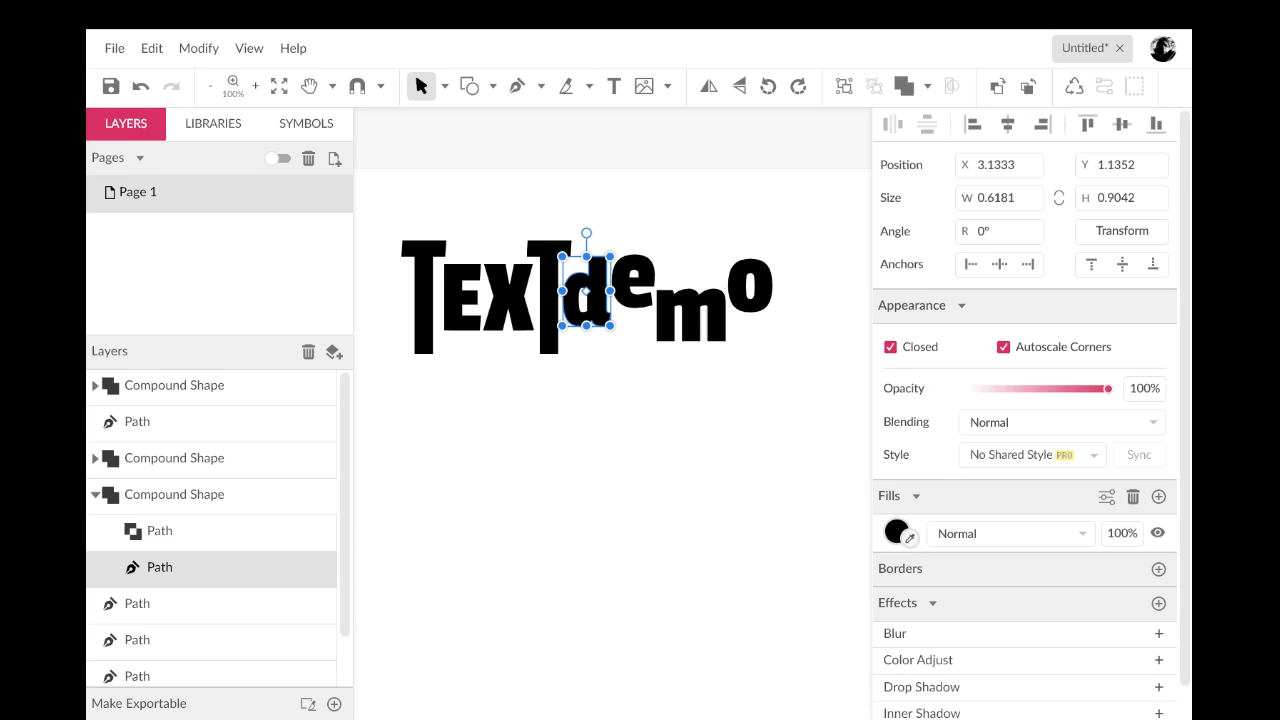 File Edit Modify View Help
Untitled*
- 100% +
LAYERS LIBRARIES SYMBOLS
Pages
Page 1
Layers
Compound Shape
Path
Compound Shape
Compound Shape
Path
Path
Path
Path
Path
Make Exportable
TEXTdemo
Position X 3.1333 Y 1.1352
Size W 0.6181 H 0.9042
Angle R 0° Transform
Anchors
Appearance
Closed Autoscale Corners
Opacity 100%
Blending Normal
Style No Shared Style PRO Sync
Fills
Normal 100%
Borders
Effects
Blur +
Color Adjust +
Drop Shadow +
Inner Shadow +